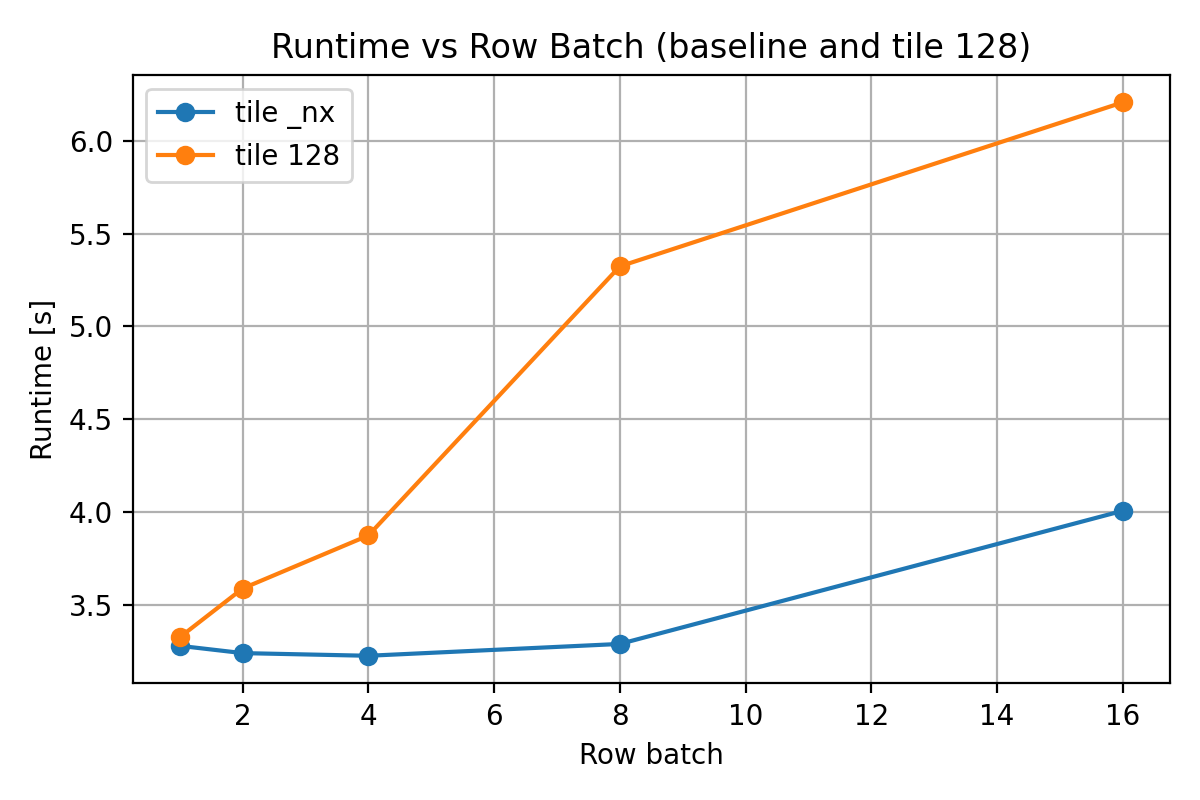 Runtime vs Row Batch (baseline and tile 128)
tile _nx
tile 128
Runtime [s]
6.0
5.5
5.0
4.5
4.0
3.5
2 4 6 8 10 12 14 16
Row batch